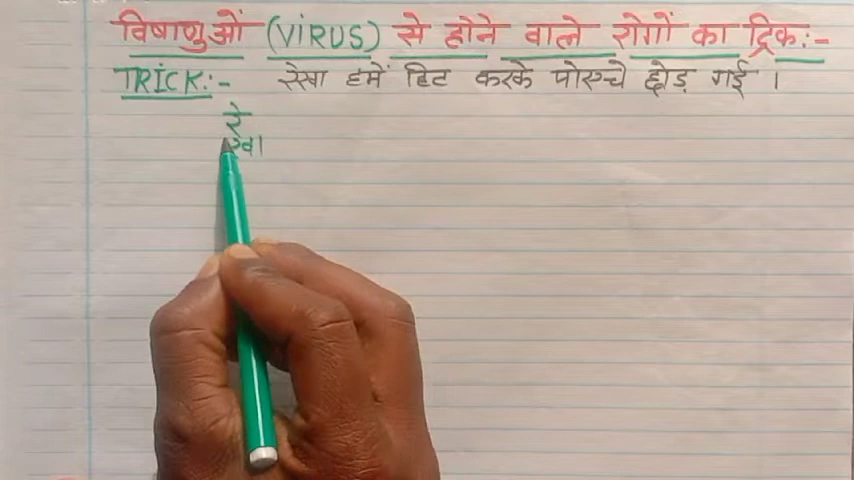 विषाणुओं (VIRUS) से होने वाले रोगों का ट्रिक:-
TRICK:- रेखा हमें हिट करके पोरुचे छोड़ गई ।
रे
खा